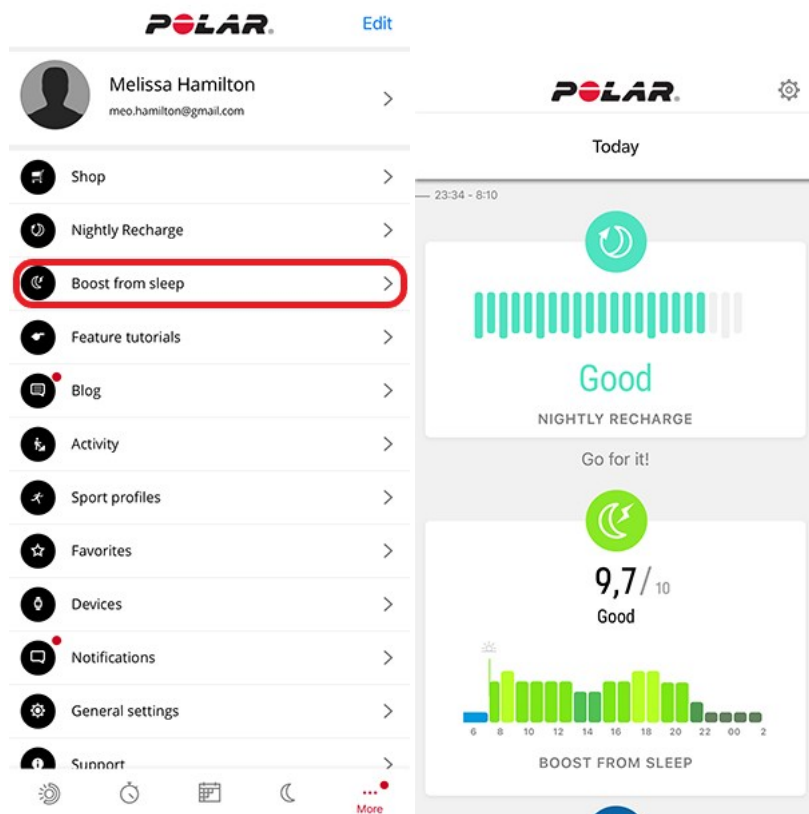 POLAR.
Edit
Melissa Hamilton
meo.hamilton@gmail.com
Shop
Nightly Recharge
Boost from sleep
Feature tutorials
Blog
Activity
Sport profiles
Favorites
Devices
Notifications
General settings
Support
More
POLAR.
Today
23:34 - 8:10
Good
NIGHTLY RECHARGE
Go for it!
9,7/ 10
Good
6 8 10 12 14 16 18 20 22 00 2
BOOST FROM SLEEP